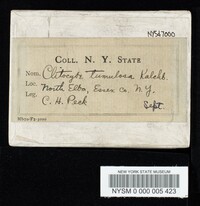 NYSf7000
COLL. N. Y. STATE
Nom. Clitocybe tumulosa Kalchb.
Loc. North Elba, Essex Co. N. Y.
Leg. C. H. Peck
Sept.
NEW YORK STATE MUSEUM
NYSM 0 000 005 423